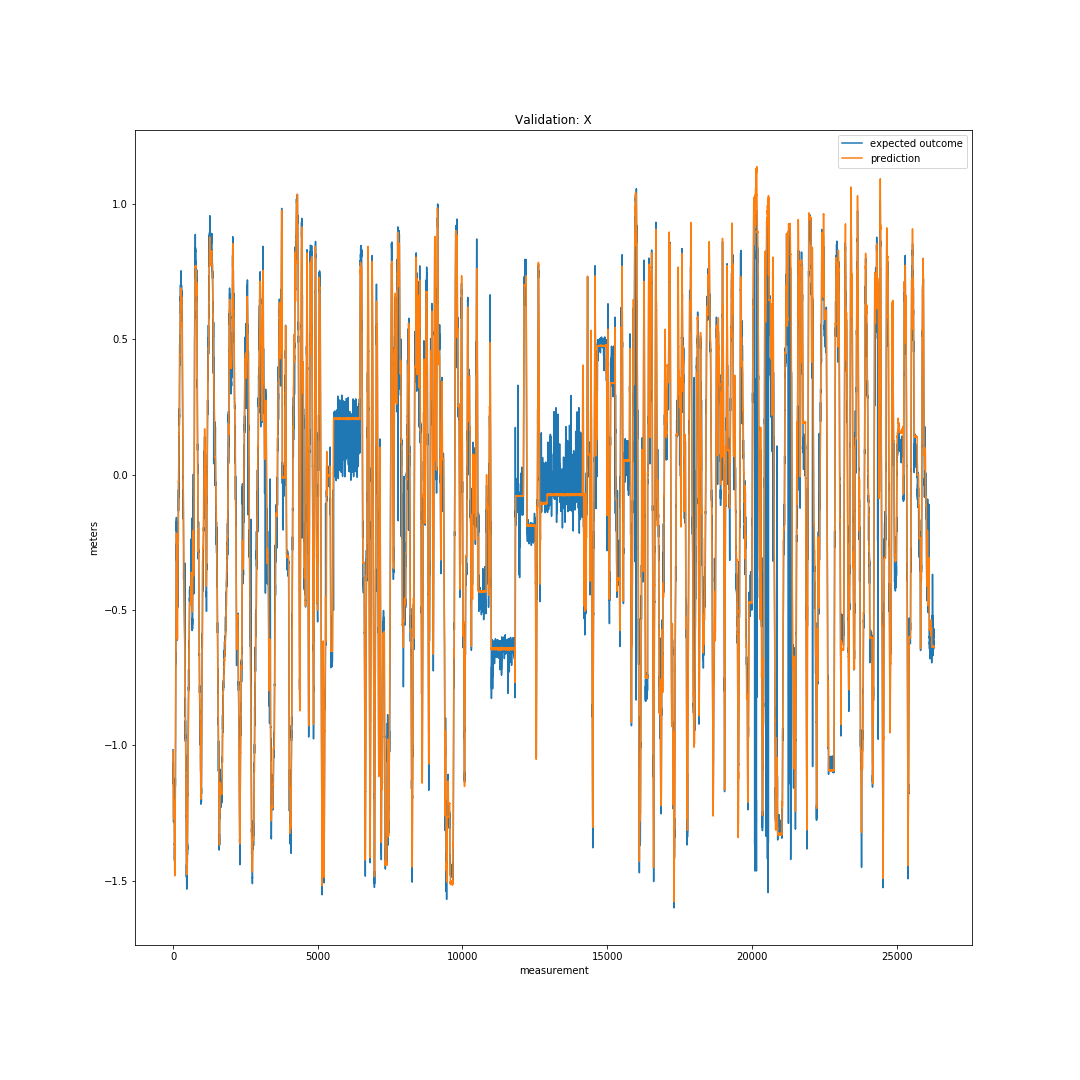 Validation: X
expected outcome
prediction
1.0
0.5
0.0
−0.5
−1.0
−1.5
meters
0 5000 10000 15000 20000 25000
measurement